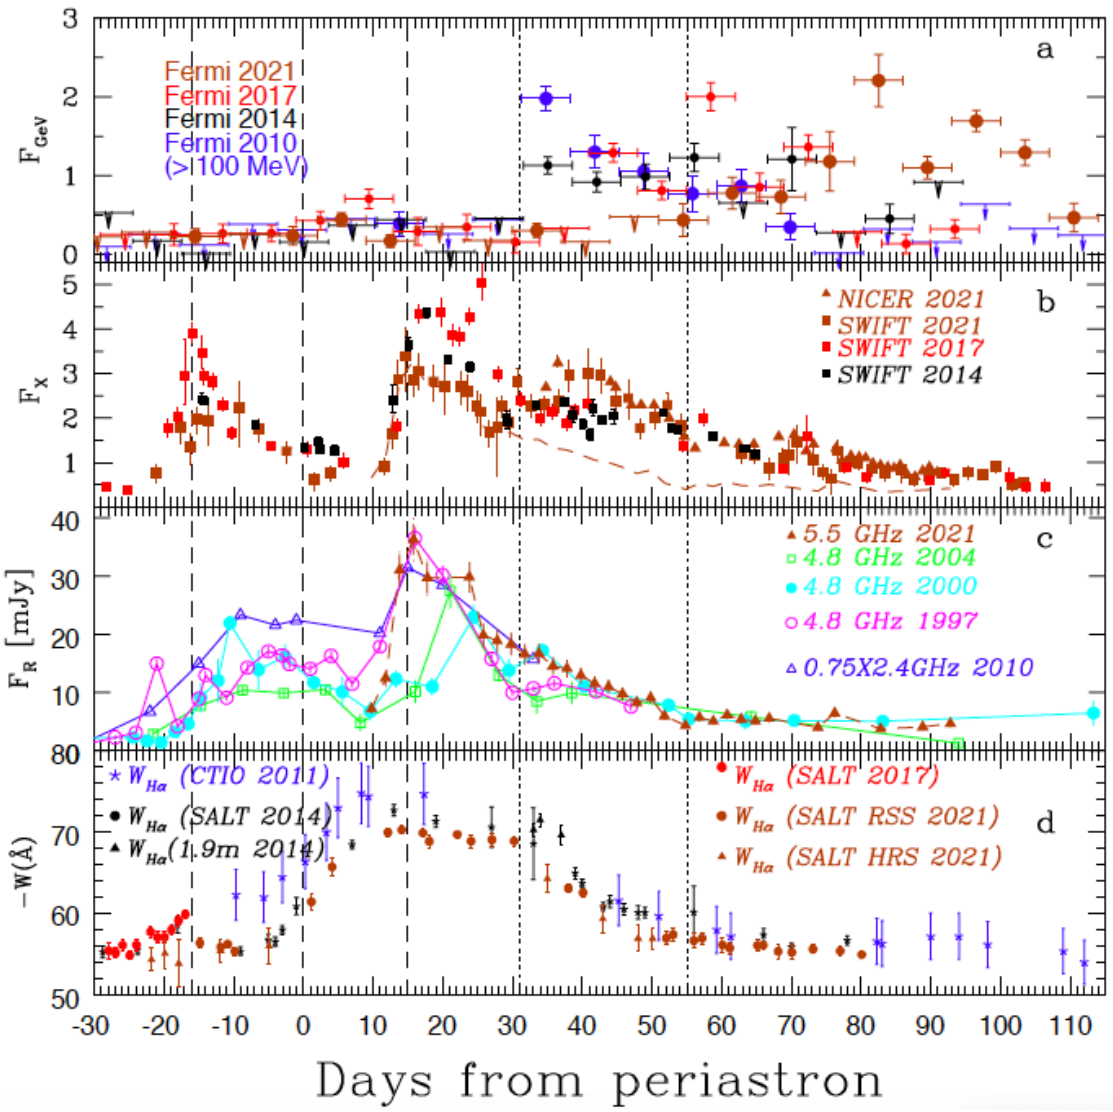 3
a
Fermi 2021
Fermi 2017
Fermi 2014
Fermi 2010
(> 100 MeV)
2
1
0
F_GeV
5
b
NICER 2021
SWIFT 2021
SWIFT 2017
SWIFT 2014
4
3
2
1
F_X
40
c
5.5 GHz 2021
4.8 GHz 2004
4.8 GHz 2000
4.8 GHz 1997
0.75X2.4GHz 2010
30
20
10
F_R [mJy]
80
d
W_Hα (CTIO 2011)
W_Hα (SALT 2014)
W_Hα(1.9m 2014)
W_Hα (SALT 2017)
W_Hα (SALT RSS 2021)
W_Hα (SALT HRS 2021)
70
60
50
-W(Å)
-30 -20 -10 0 10 20 30 40 50 60 70 80 90 100 110
Days from periastron